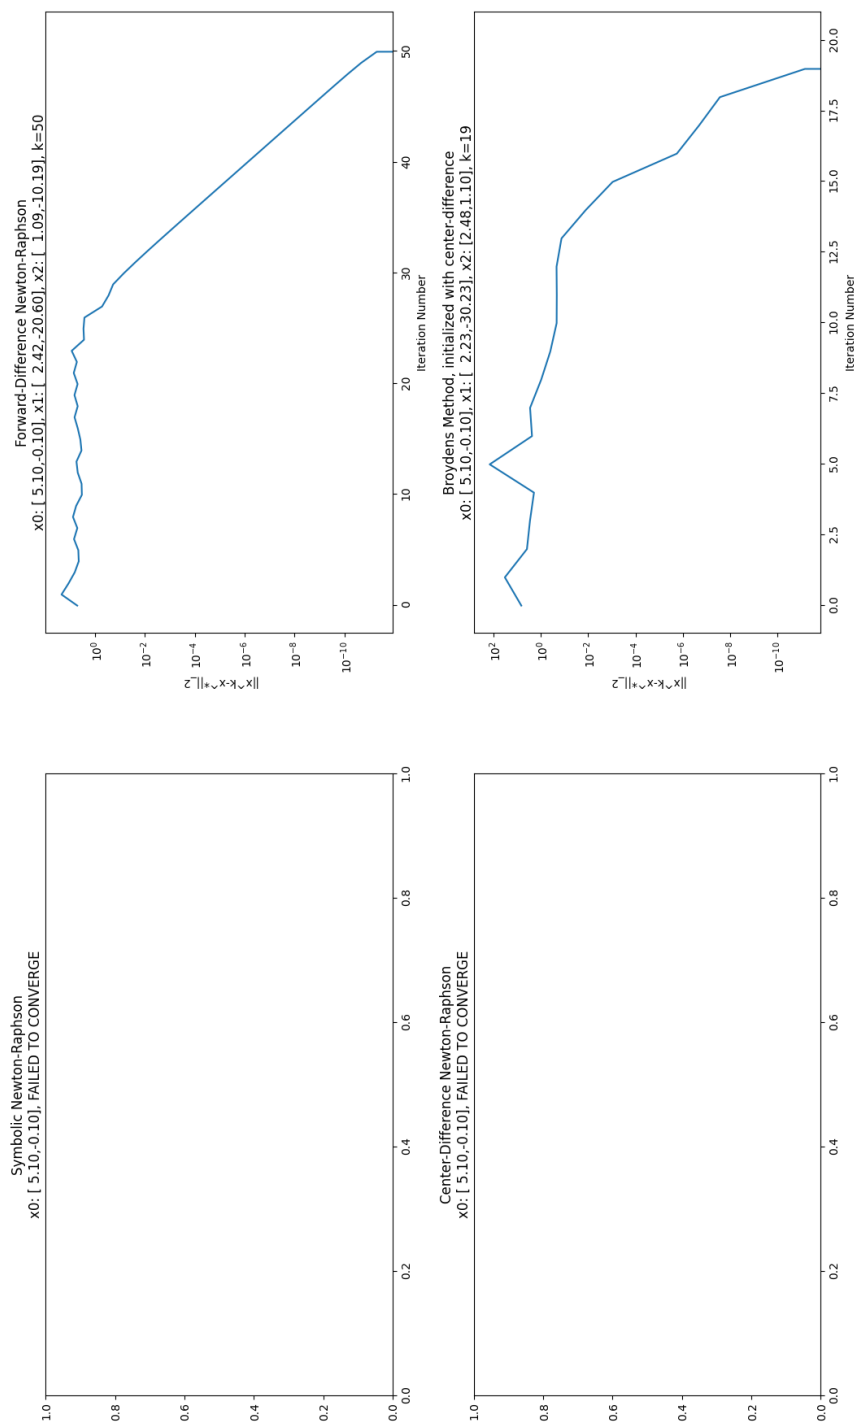 Symbolic Newton-Raphson
x0: [ 5.10,-0.10], FAILED TO CONVERGE
1.0
0.8
0.6
0.4
0.2
0.0
0.0 0.2 0.4 0.6 0.8 1.0
Forward-Difference Newton-Raphson
x0: [ 5.10,-0.10], x1: [ 2.42,-20.60], x2: [ 1.09,-10.19], k=50
||x^k-x^*||_2
10^0
10^-2
10^-4
10^-6
10^-8
10^-10
0 10 20 30 40 50
Iteration Number
Center-Difference Newton-Raphson
x0: [ 5.10,-0.10], FAILED TO CONVERGE
1.0
0.8
0.6
0.4
0.2
0.0
0.0 0.2 0.4 0.6 0.8 1.0
Broydens Method, initialized with center-difference
x0: [ 5.10,-0.10], x1: [ 2.23,-30.23], x2: [2.48,1.10], k=19
||x^k-x^*||_2
10^2
10^0
10^-2
10^-4
10^-6
10^-8
10^-10
0.0 2.5 5.0 7.5 10.0 12.5 15.0 17.5 20.0
Iteration Number